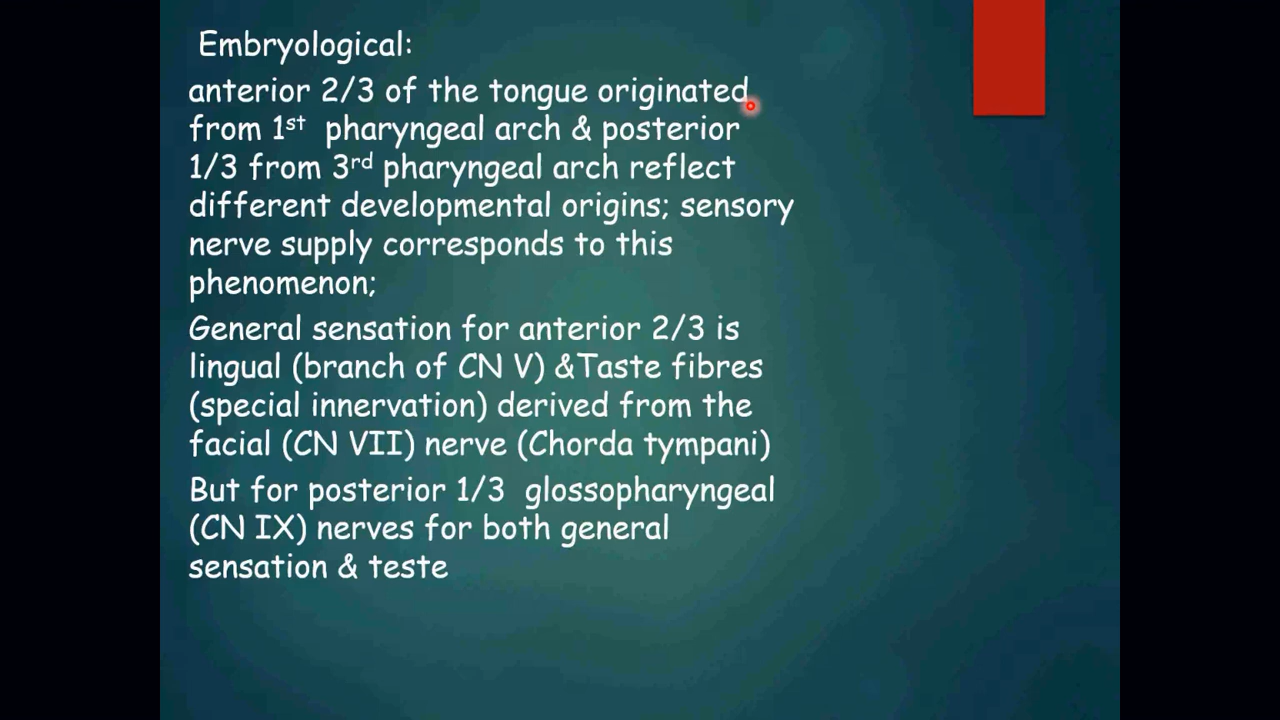 Embryological:
anterior 2/3 of the tongue originated
from 1st pharyngeal arch & posterior
1/3 from 3rd pharyngeal arch reflect
different developmental origins; sensory
nerve supply corresponds to this
phenomenon;
General sensation for anterior 2/3 is
lingual (branch of CN V) &Taste fibres
(special innervation) derived from the
facial (CN VII) nerve (Chorda tympani)
But for posterior 1/3 glossopharyngeal
(CN IX) nerves for both general
sensation & teste